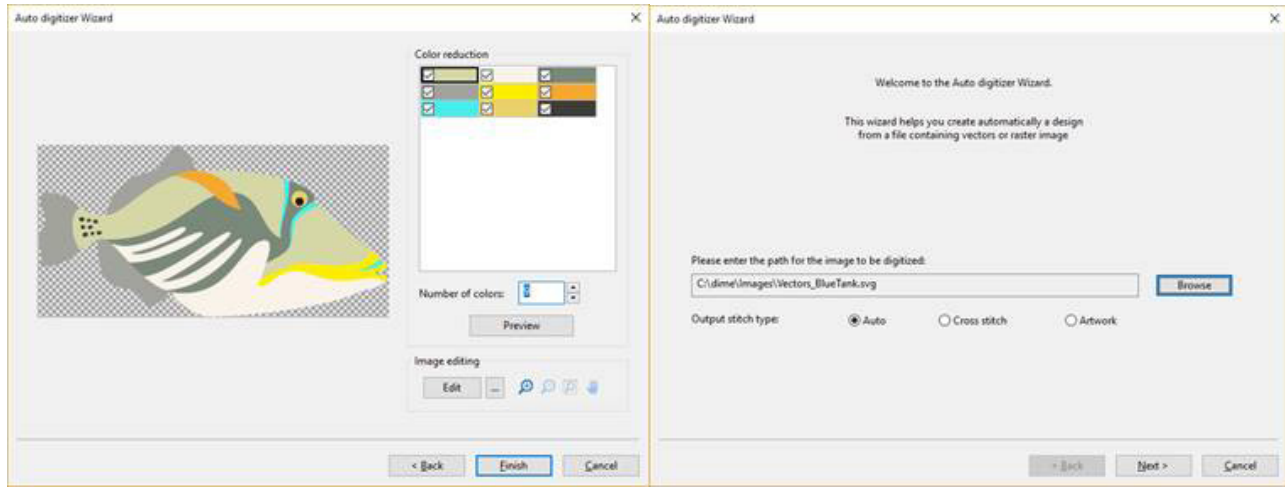 Auto digitizer Wizard
Color reduction
Number of colors:
Preview
Image editing
Edit
...
< Back
Finish
Cancel
Auto digitizer Wizard
Welcome to the Auto digitizer Wizard.
This wizard helps you create automatically a design
from a file containing vectors or raster image
Please enter the path for the image to be digitized:
C:\dime\Images\Vectors_BlueTank.svg
Browse
Output stitch type:
Auto
Cross stitch
Artwork
< Back
Next >
Cancel